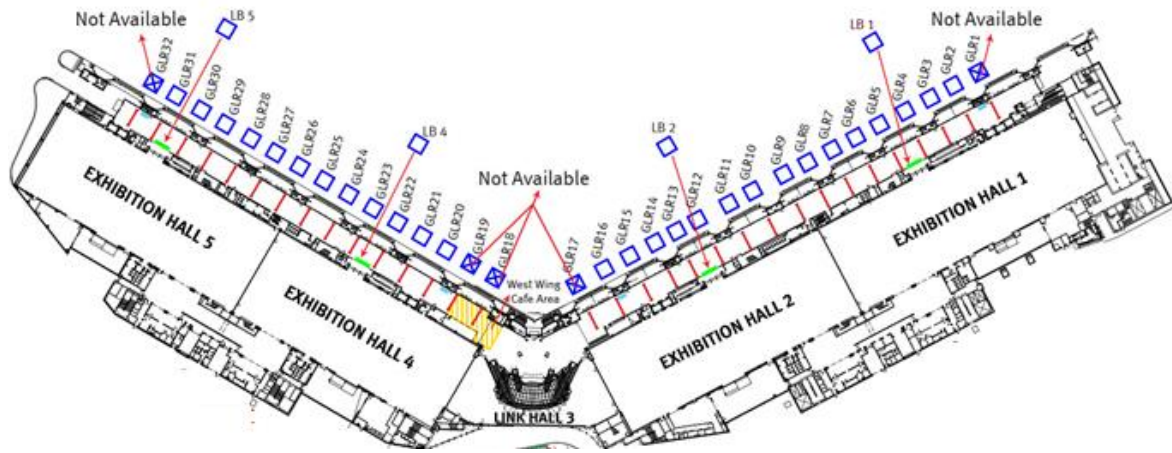 Not Available
LB 5
GLR32
GLR31
GLR30
GLR29
GLR28
GLR27
GLR26
GLR25
GLR24
GLR23
GLR22
GLR21
GLR20
GLR19
GLR18
LB 4
Not Available
LB 2
LB 1
Not Available
GLR17
GLR16
GLR15
GLR14
GLR13
GLR12
GLR11
GLR10
GLR9
GLR8
GLR7
GLR6
GLR5
GLR4
GLR3
GLR2
GLR1
West Wing
Cafe Area
EXHIBITION HALL 5
EXHIBITION HALL 4
LINK HALL 3
EXHIBITION HALL 2
EXHIBITION HALL 1